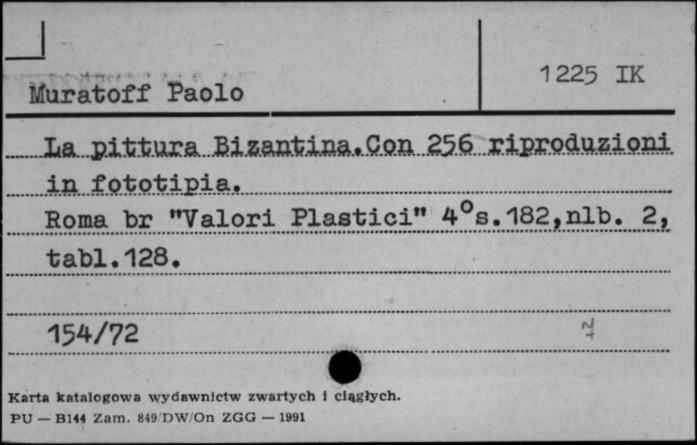 1225 IK
Muratoff Paolo
La pittura Bizantina.Con 256 riproduzioni
in fototipia.
Roma br "Valori Plastici" 4°s.182,nlb. 2,
tabl.128.
154/72
Karta katalogowa wydawnictw zwartych i ciągłych.
PU — B144 Zam. 849/DW/On ZGG — 1991